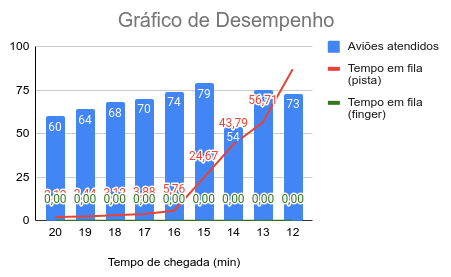 Gráfico de Desempenho
100
75
50
25
0
60
64
68
70
74
79
54
73
3,88
5,76
24,67
43,79
56,71
0,00 0,00 0,00 0,00 0,00 0,00 0,00 0,00 0,00
20 19 18 17 16 15 14 13 12
Tempo de chegada (min)
Aviões atendidos
Tempo em fila
(pista)
Tempo em fila
(finger)